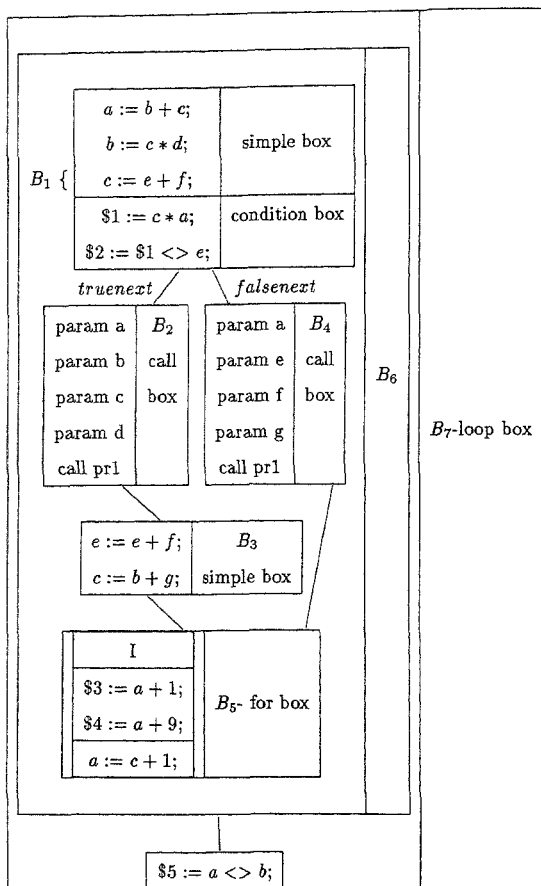 a := b + c;
b := c * d;
simple box
B1 {
c := e + f;
$1 := c * a;
condition box
$2 := $1 <> e;
truenext
falsenext
param a
B2
param a
B4
param b
call
param e
call
B6
param c
box
param f
box
param d
param g
B7-loop box
call pr1
call pr1
e := e + f;
B3
c := b + g;
simple box
I
$3 := a + 1;
B5- for box
$4 := a + 9;
a := c + 1;
$5 := a <> b;